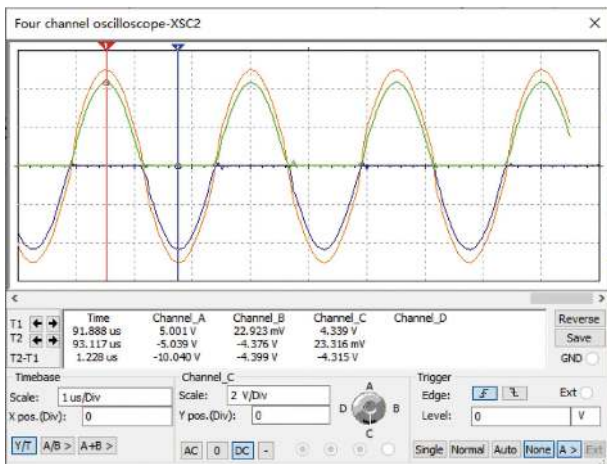 Four channel oscilloscope-XSC2
1
2
Time Channel_A Channel_B Channel_C Channel_D
T1 91.888 us 5.001 V 22.923 mV 4.339 V
T2 93.117 us -5.039 V -4.376 V 23.316 mV
T2-T1 1.228 us -10.040 V -4.399 V -4.315 V
Reverse
Save
GND
Timebase Channel_C Trigger
Scale: 1 us/Div Scale: 2 V/Div A B C D Edge: Ext
X pos.(Div): 0 Y pos.(Div): 0 Level: 0 V
Y/T A/B > A+B > AC 0 DC - Single Normal Auto None A > Ext